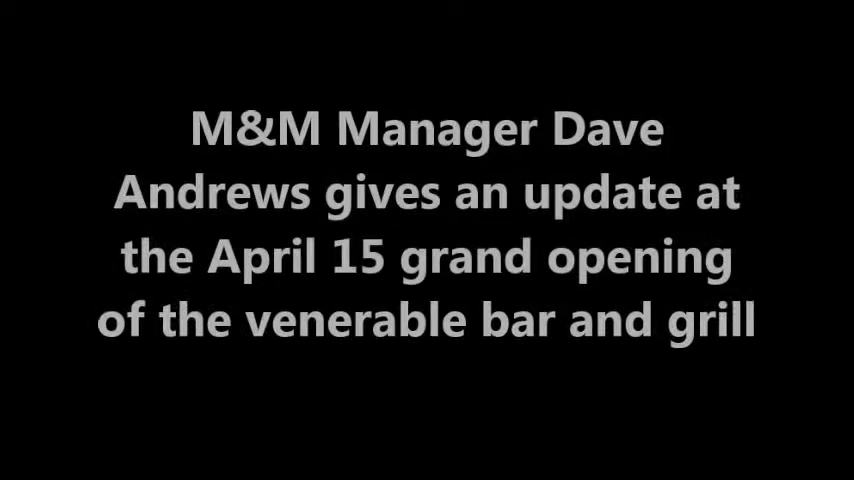 M&M Manager Dave
Andrews gives an update at
the April 15 grand opening
of the venerable bar and grill